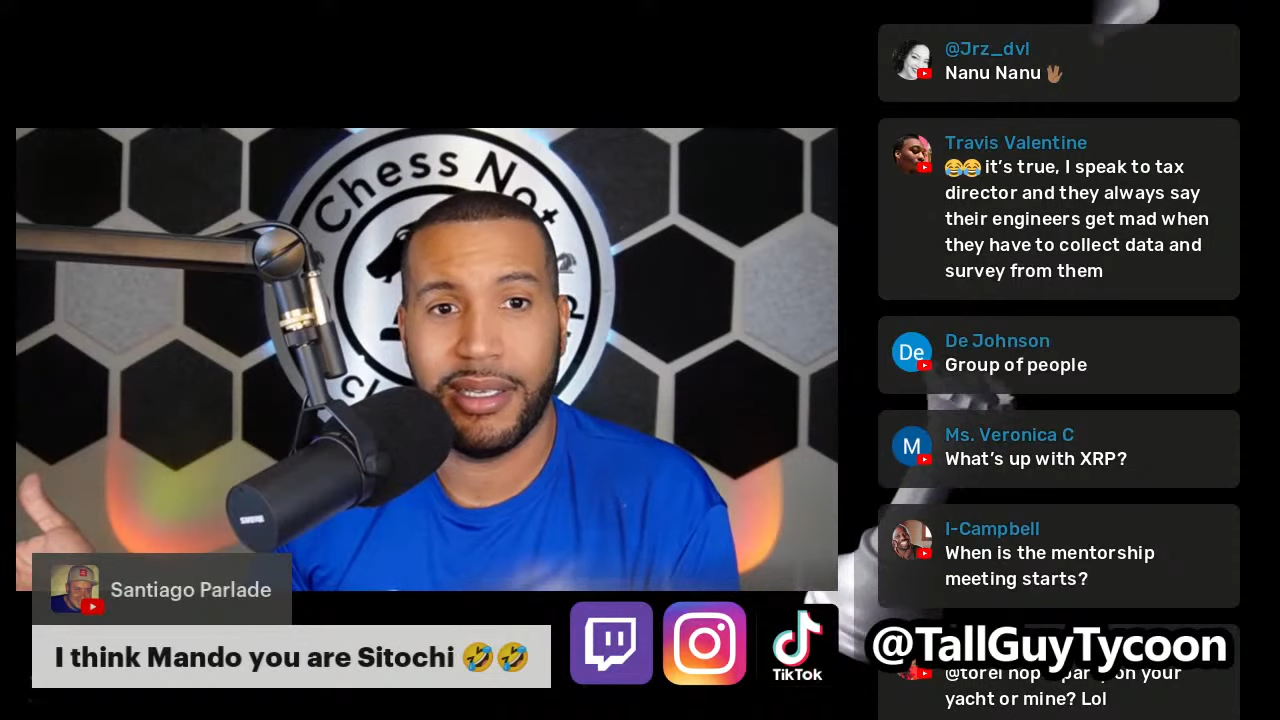 Chess Not
SHURE
Santiago Parlade
I think Mando you are Sitochi 🤣🤣
TikTok
@Jrz_dvl
Nanu Nanu 🖖🏽
Travis Valentine
😂😂 it’s true, I speak to tax
director and they always say
their engineers get mad when
they have to collect data and
survey from them
De
De Johnson
Group of people
M
Ms. Veronica C
What’s up with XRP?
I-Campbell
When is the mentorship
meeting starts?
@TallGuyTycoon
on your
yacht or mine? Lol